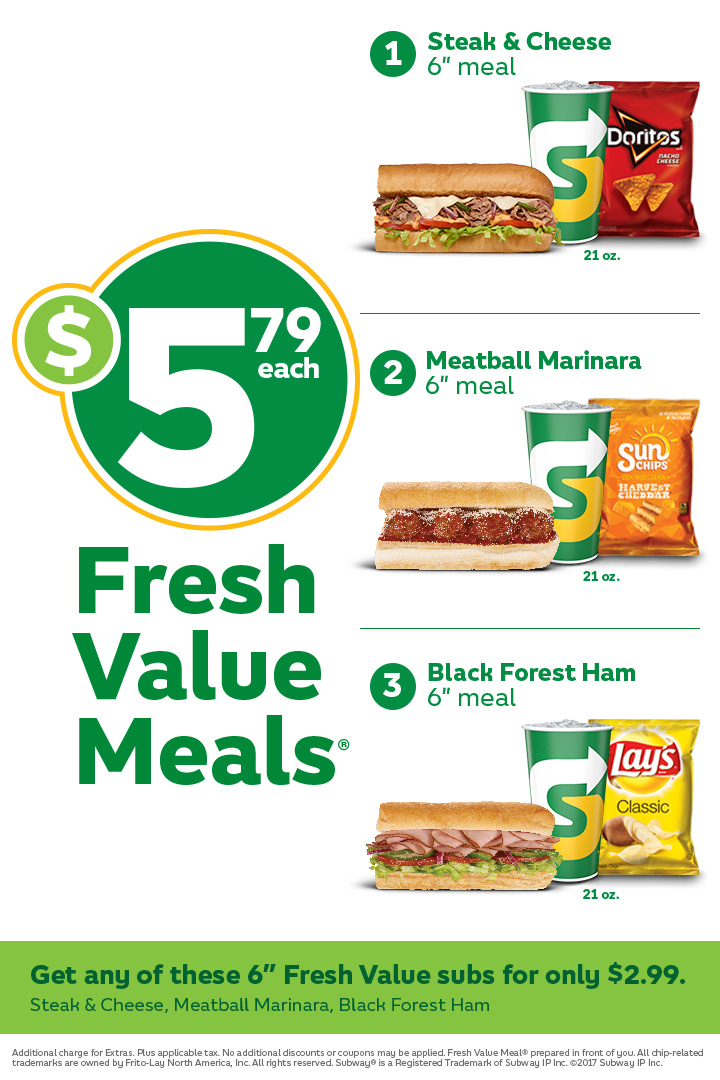 1 Steak & Cheese
6” meal
Doritos
NACHO
CHEESE
21 oz.
$5 79
each
2 Meatball Marinara
6” meal
Sun
CHIPS
HARVEST
CHEDDAR
21 oz.
Fresh
Value
Meals®
3 Black Forest Ham
6” meal
Lay's
Classic
21 oz.
Get any of these 6” Fresh Value subs for only $2.99.
Steak & Cheese, Meatball Marinara, Black Forest Ham
Additional charge for Extras. Plus applicable tax. No additional discounts or coupons may be applied. Fresh Value Meal® prepared in front of you. All chip-related
trademarks are owned by Frito-Lay North America, Inc. All rights reserved. Subway® is a Registered Trademark of Subway IP Inc. ©2017 Subway IP Inc.